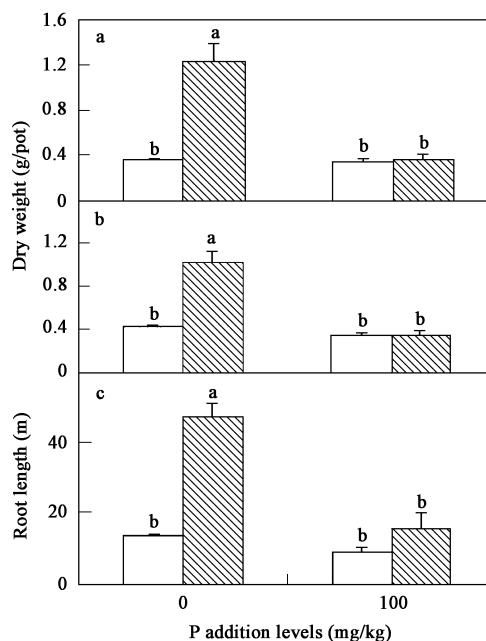 a
1.6
1.2
0.8
0.4
0
a
b
b
b
Dry weight (g/pot)
b
1.2
0.8
0.4
0
a
b
b
b
c
Root length (m)
40
20
0
a
b
b
b
0
100
P addition levels (mg/kg)